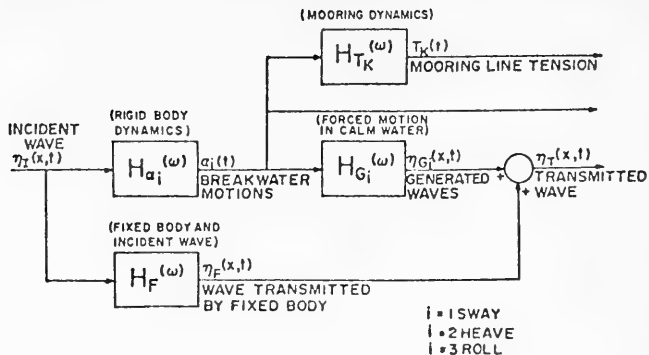 (MOORING DYNAMICS)
H_{T_K}(ω)
T_K(t)
MOORING LINE TENSION
(RIGID BODY
DYNAMICS)
(FORCED MOTION
IN CALM WATER)
INCIDENT
WAVE
η_I(x,t)
H_{α_i}(ω)
α_i(t)
BREAKWATER
MOTIONS
H_{G_i}(ω)
η_{G_i}(x,t)
GENERATED
WAVES
+
+
η_T(x,t)
TRANSMITTED
WAVE
(FIXED BODY AND
INCIDENT WAVE)
H_F(ω)
η_F(x,t)
WAVE TRANSMITTED
BY FIXED BODY
i = 1 SWAY
i = 2 HEAVE
i = 3 ROLL